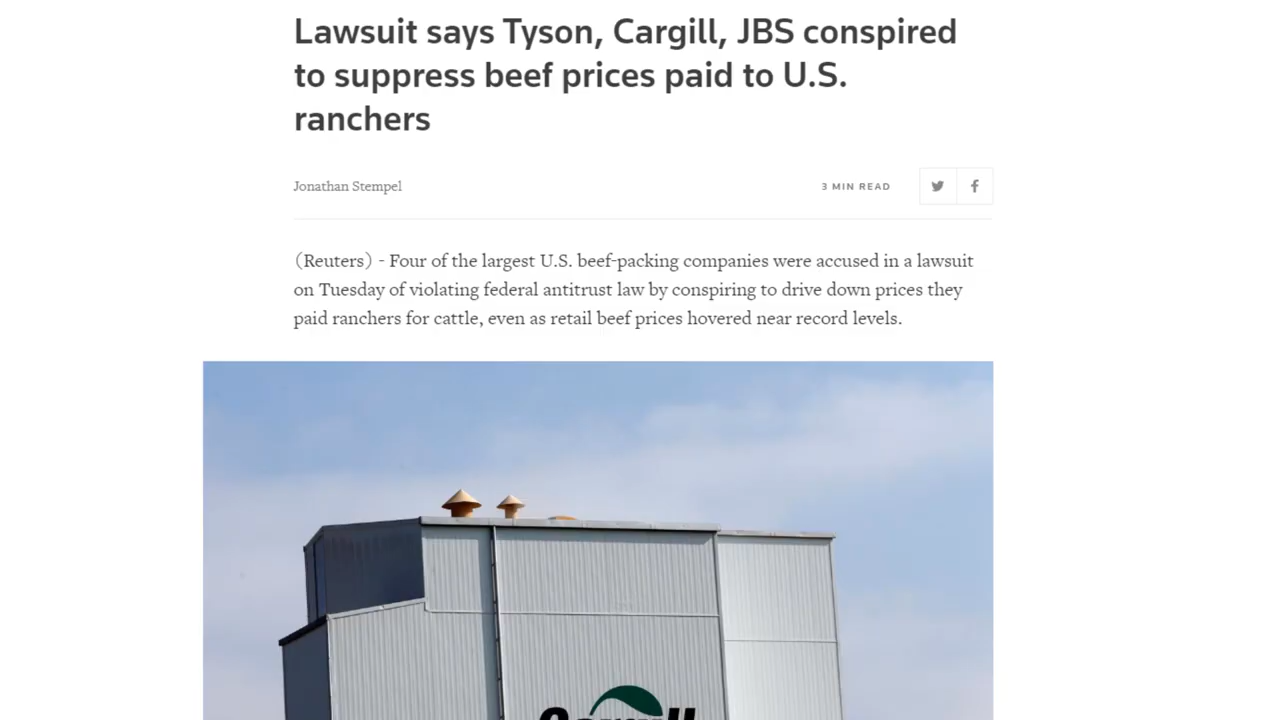 Lawsuit says Tyson, Cargill, JBS conspired
to suppress beef prices paid to U.S.
ranchers
Jonathan Stempel
3 MIN READ
(Reuters) - Four of the largest U.S. beef-packing companies were accused in a lawsuit
on Tuesday of violating federal antitrust law by conspiring to drive down prices they
paid ranchers for cattle, even as retail beef prices hovered near record levels.
Cargill